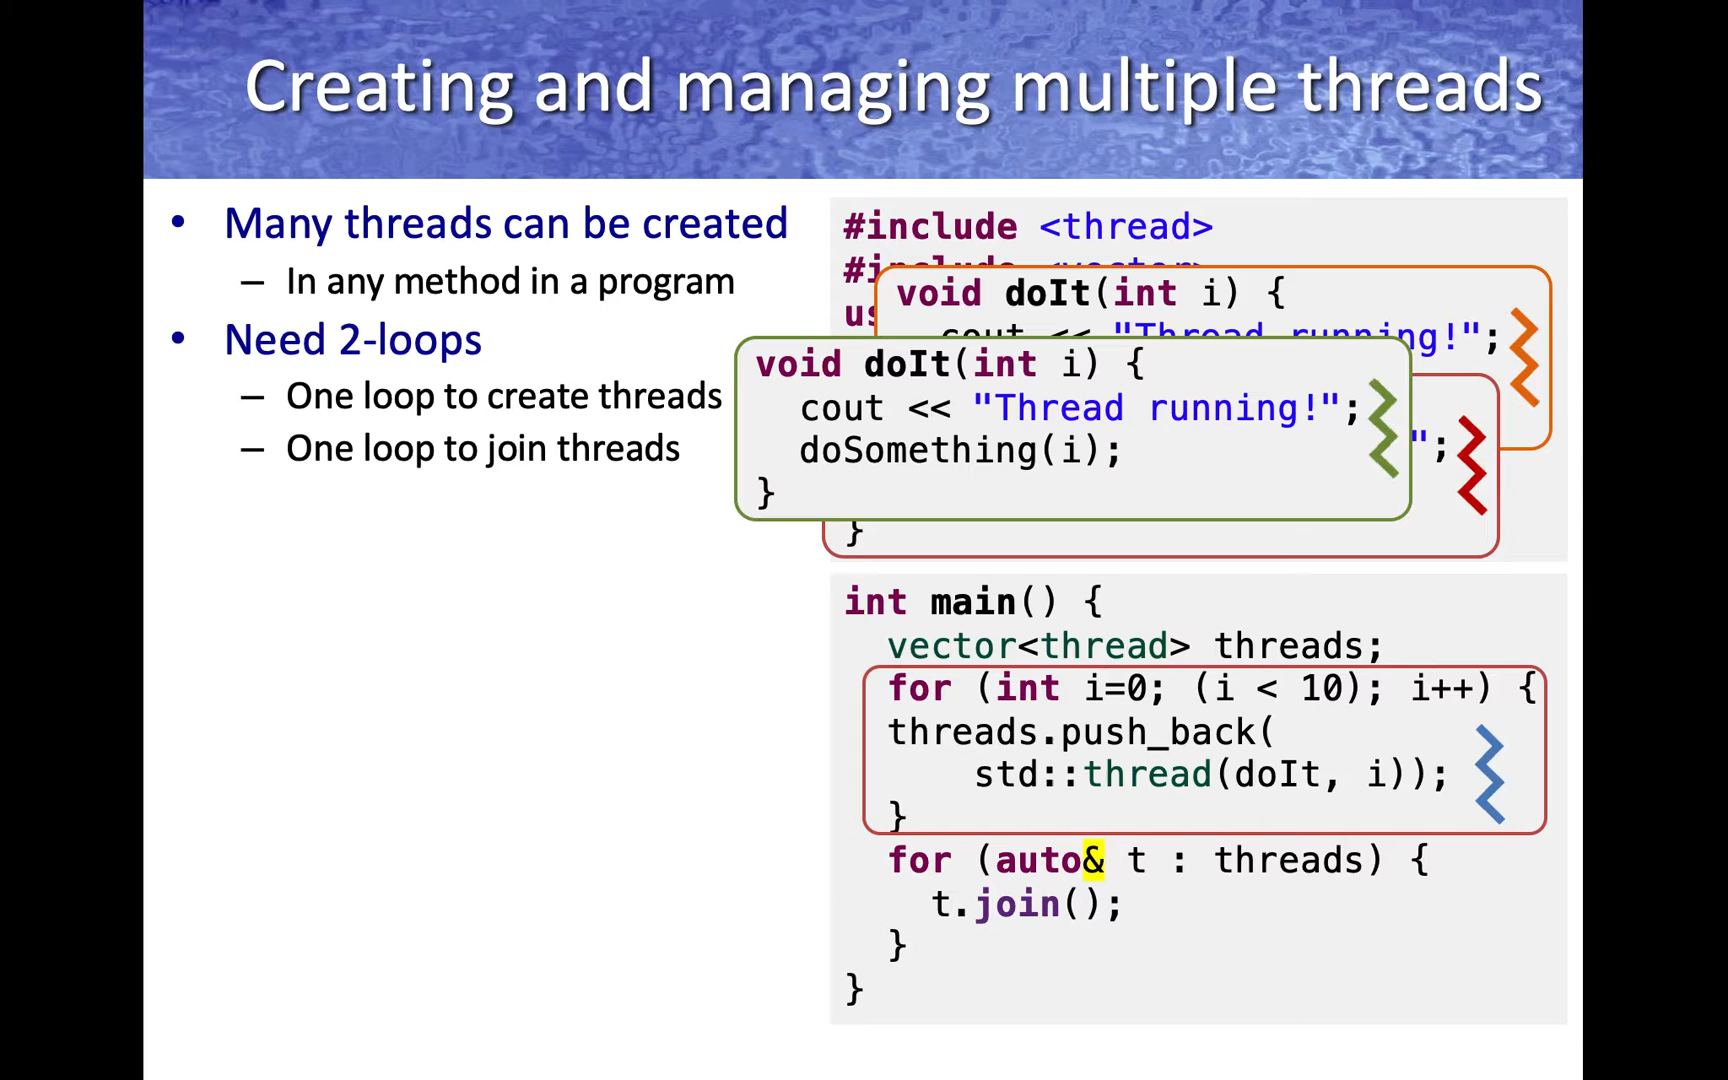 Creating and managing multiple threads
• Many threads can be created
– In any method in a program
• Need 2-loops
– One loop to create threads
– One loop to join threads
#include <thread>
#include <vector>
us
void doIt(int i) {
cout << "Thread running!";
void doIt(int i) {
cout << "Thread running!";
doSomething(i);
}
";
}
int main() {
vector<thread> threads;
for (int i=0; (i < 10); i++) {
threads.push_back(
std::thread(doIt, i));
}
for (auto& t : threads) {
t.join();
}
}